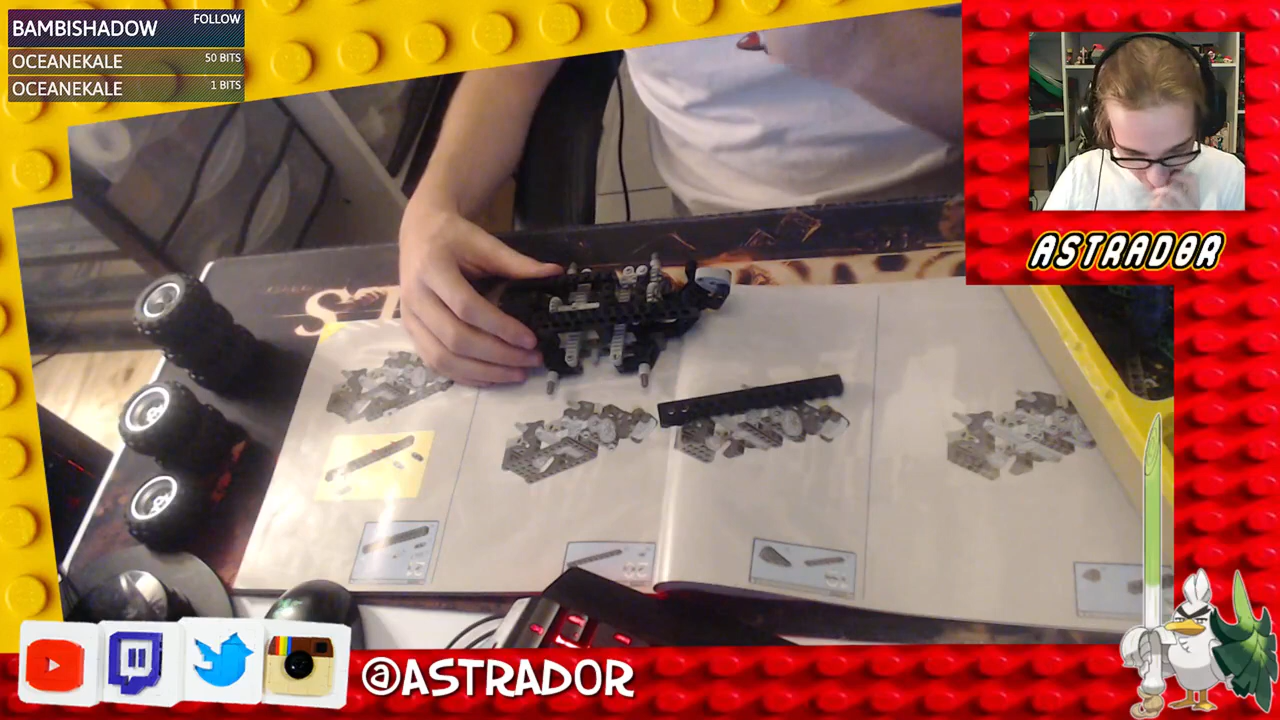 BAMBISHADOW FOLLOW
OCEANEKALE 50 BITS
OCEANEKALE 1 BITS
ASTRADOR
@ASTRADOR